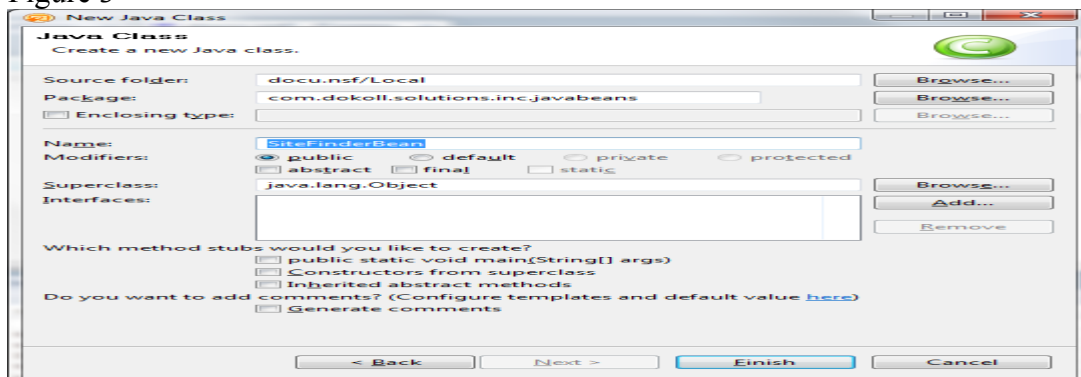 New Java Class
Java Class
Create a new Java class.
Source folder: docu.nsf/Local Browse...
Package: com.dokoll.solutions.inc.javabeans Browse...
Enclosing type: Browse...
Name: SiteFinderBean
Modifiers: public default private protected
abstract final static
Superclass: java.lang.Object Browse...
Interfaces: Add...
Remove
Which method stubs would you like to create?
public static void main(String[] args)
Constructors from superclass
Inherited abstract methods
Do you want to add comments? (Configure templates and default value here)
Generate comments
< Back Next > Finish Cancel